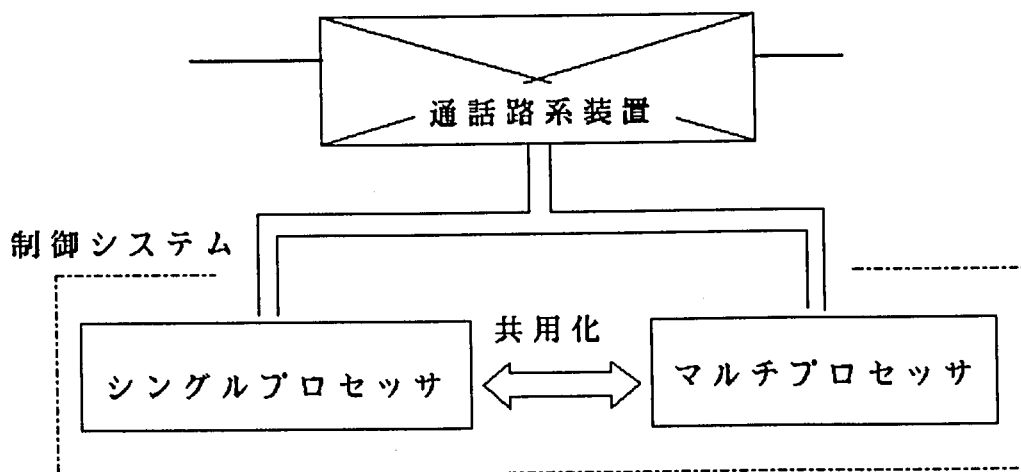 通話路系装置
制御システム
共用化
シングルプロセッサ
マルチプロセッサ